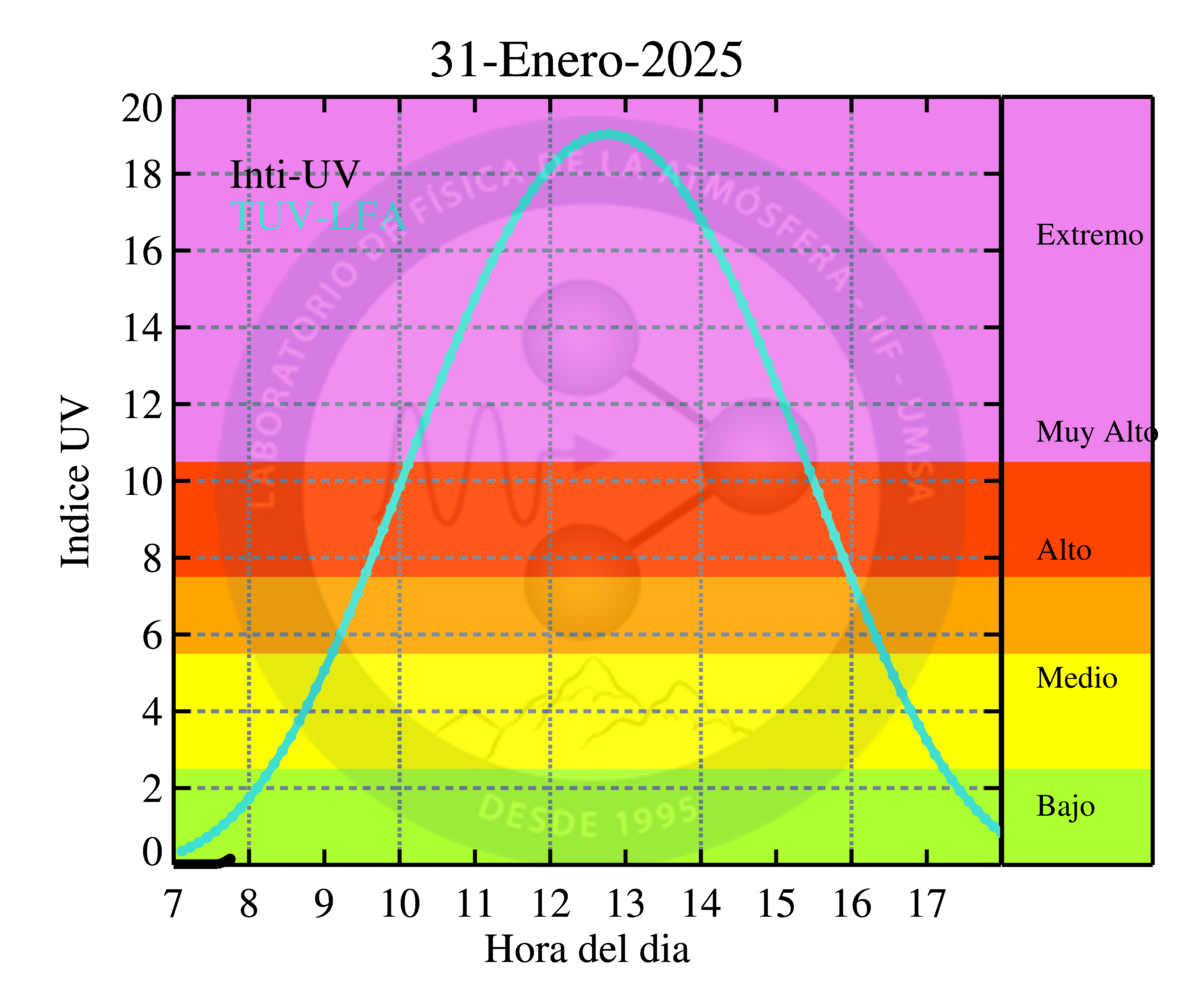 31-Enero-2025
20
18
16
14
12
10
8
6
4
2
0
Indice UV
Inti-UV
TUV-LFA
LABORATORIO DE FÍSICA DE LA ATMÓSFERA - IIF - UMSA
DESDE 1995
Extremo
Muy Alto
Alto
Medio
Bajo
7 8 9 10 11 12 13 14 15 16 17
Hora del dia